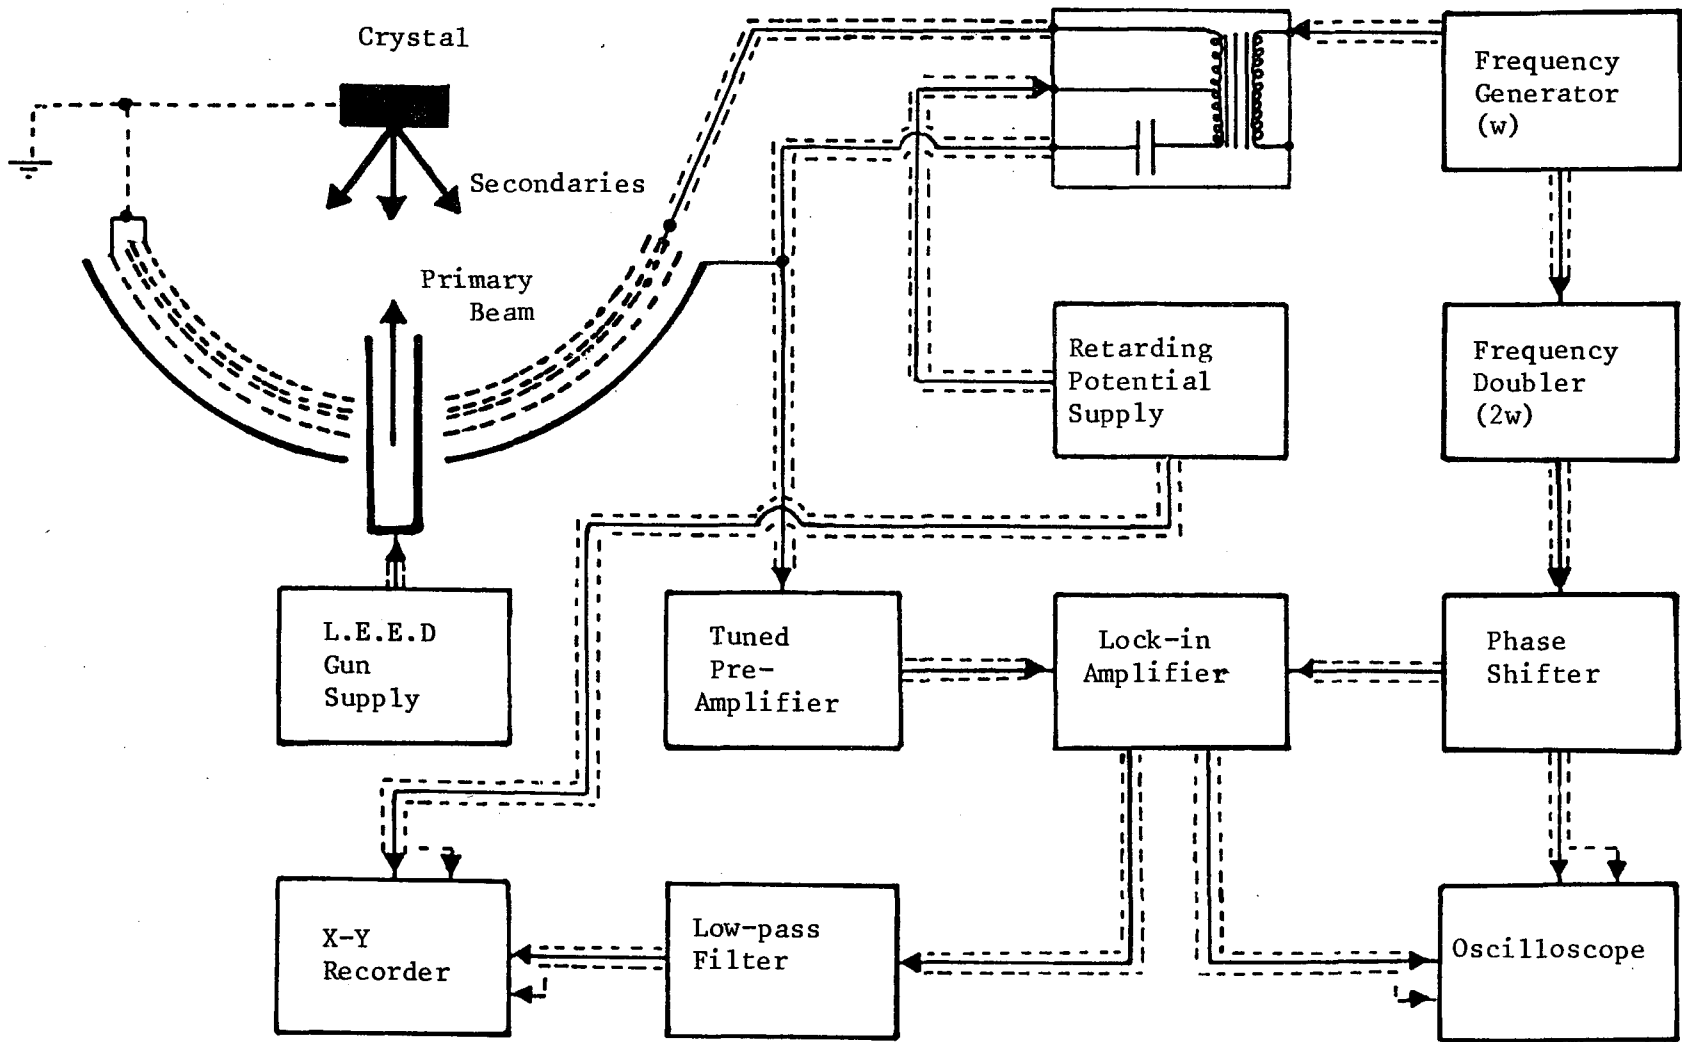 Crystal
Secondaries
Primary
Beam
Frequency
Generator
(w)
Retarding
Potential
Supply
Frequency
Doubler
(2w)
L.E.E.D
Gun
Supply
Tuned
Pre-
Amplifier
Lock-in
Amplifier
Phase
Shifter
X-Y
Recorder
Low-pass
Filter
Oscilloscope